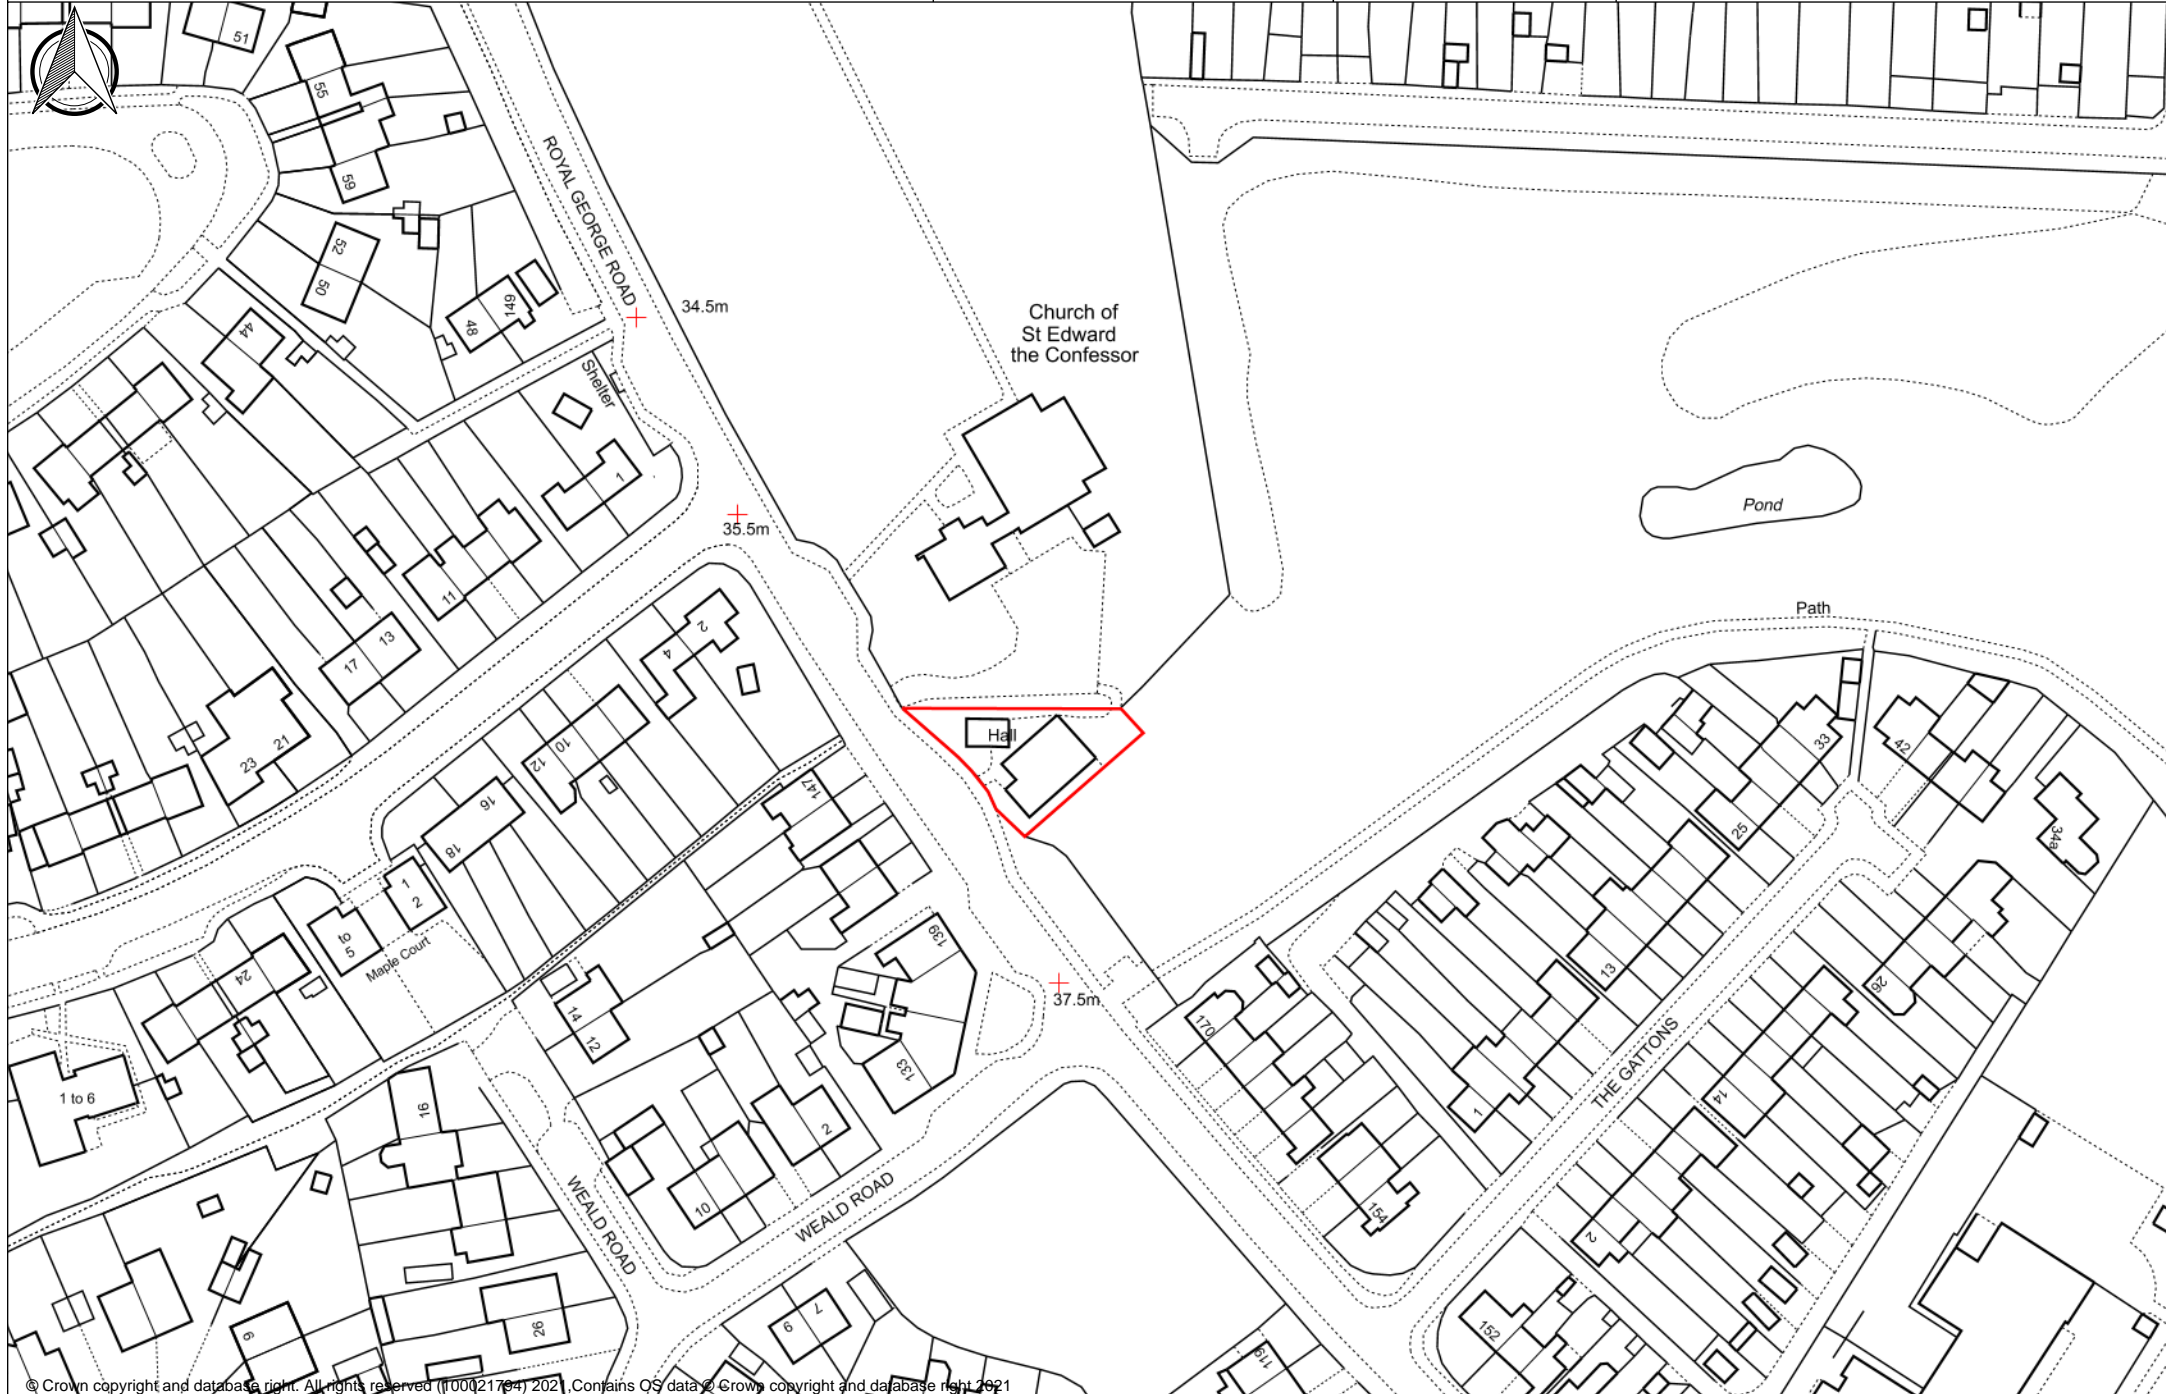 51
55
59
ROYAL GEORGE ROAD
52
50
149
48
44
34.5m
Church of
St Edward
the Confessor
Shelter
1
35.5m
Pond
11
13
17
Path
2
4
Hall
21
23
10
12
16
18
147
33
42
25
34a
1
2
to
5
Maple Court
24
139
13
26
37.5m
14
12
170
THE GATTONS
133
1 to 6
16
2
1
14
10
WEALD ROAD
WEALD ROAD
154
2
26
7
9
9
152
119
© Crown copyright and database right. All rights reserved (100021794) 2021,Contains OS data © Crown copyright and database right 2021